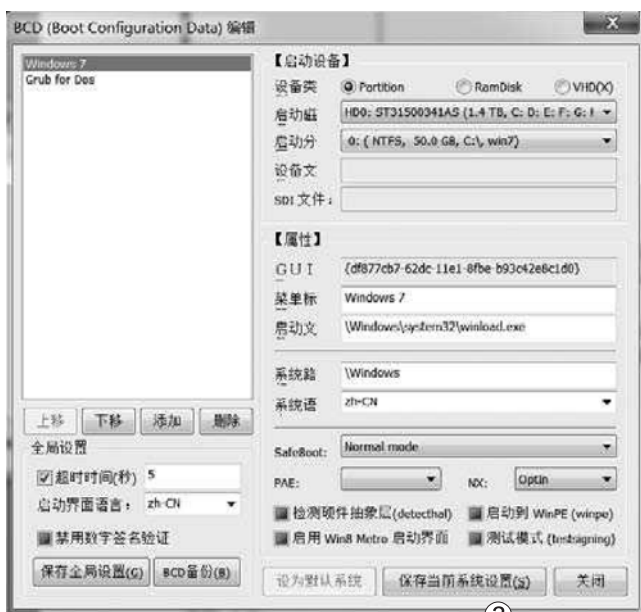 BCD (Boot Configuration Data) 编辑
Windows 7
Grub for Dos
上移
下移
添加
删除
全局设置
超时时间(秒)
5
启动界面语言：
zh-CN
禁用数字签名验证
保存全局设置(G)
BCD备份(B)
【启动设备】
设备类
Partition
RamDisk
VHD(X)
启动磁
HD0: ST31500341AS (1.4 TB, C: D: E: F: G: H
启动分
0: ( NTFS, 50.0 GB, C:\, win7)
设备文
SDI 文件：
【属性】
GUI
{df877cb7-62dc-11e1-8fbe-b93c42e8c1d0}
菜单标
Windows 7
启动文
\Windows\system32\winload.exe
系统路
\Windows
系统语
zh-CN
SafeBoot:
Normal mode
PAE:
NX:
OptIn
检测硬件抽象层(detecthal)
启动到 WinPE (winpe)
启用 Win8 Metro 启动界面
测试模式 (testsigning)
设为默认系统
保存当前系统设置(S)
关闭